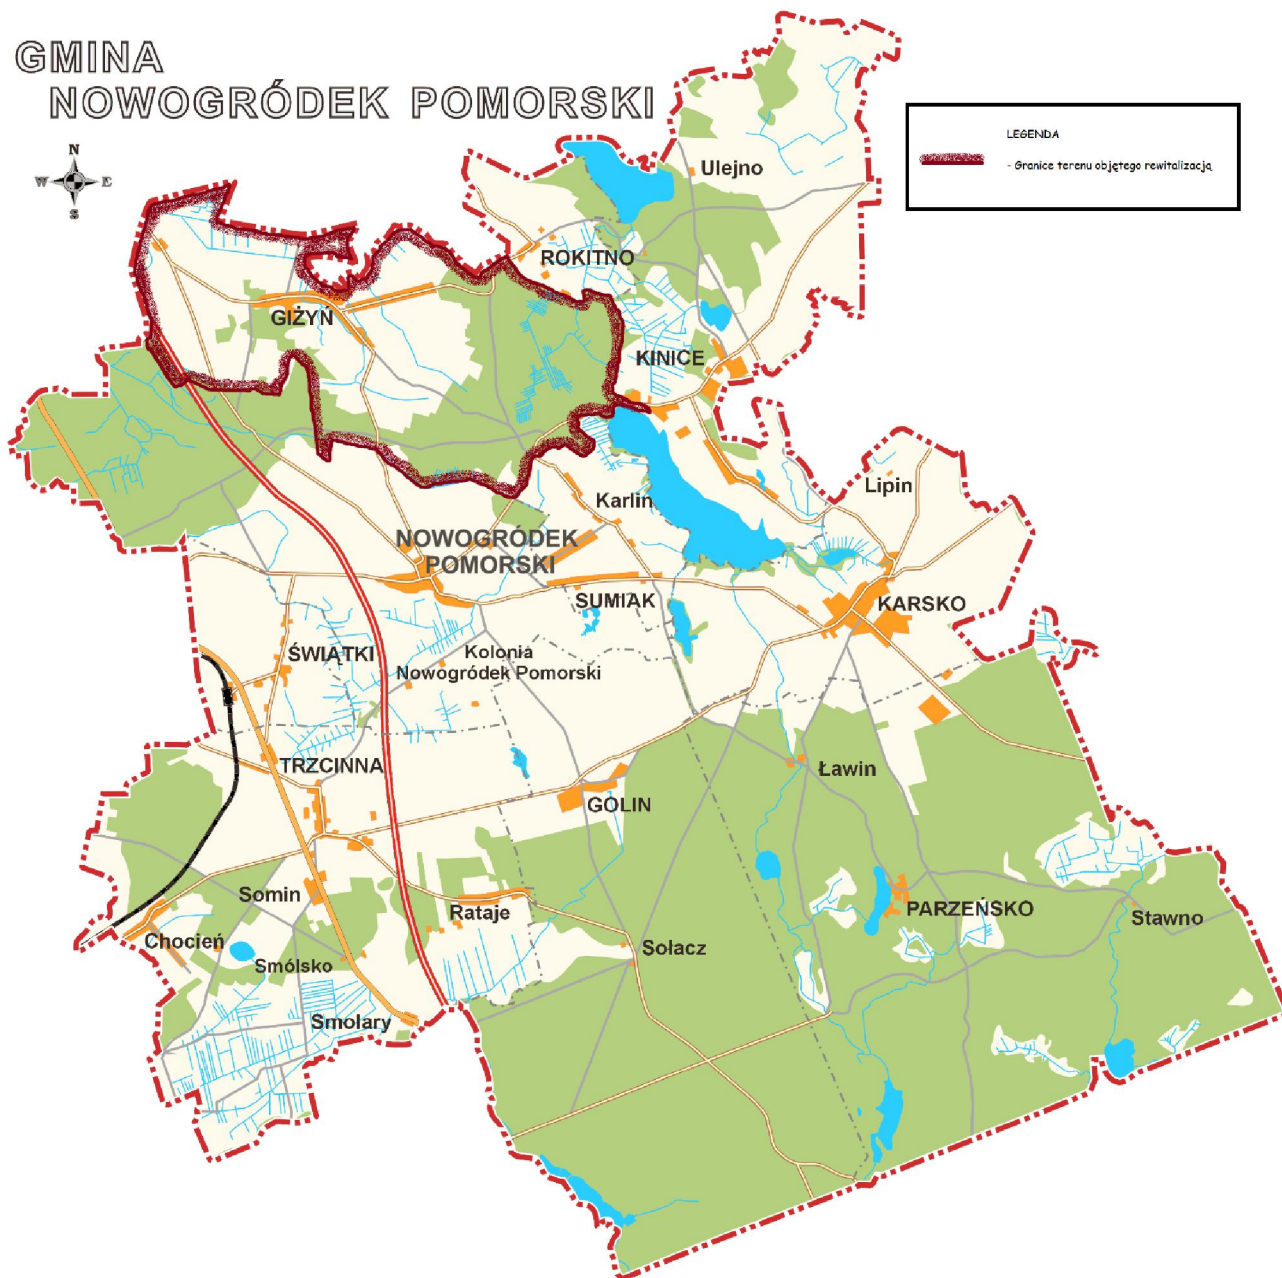 GMINA
NOWOGRÓDEK POMORSKI
N
W E
S
LEGENDA
- Granice terenu objętego rewitalizacją
Ulejno
ROKITNO
GIŻYŃ
KINICE
Lipin
Karlin
NOWOGRÓDEK
POMORSKI
SUMIAK
KARSKO
ŚWIĄTKI
Kolonia
Nowogródek Pomorski
TRZCINNA
Ławin
GOLIN
Somin
Rataje
PARZEŃSKO
Stawno
Chocień
Smólsko
Sołacz
Smolary